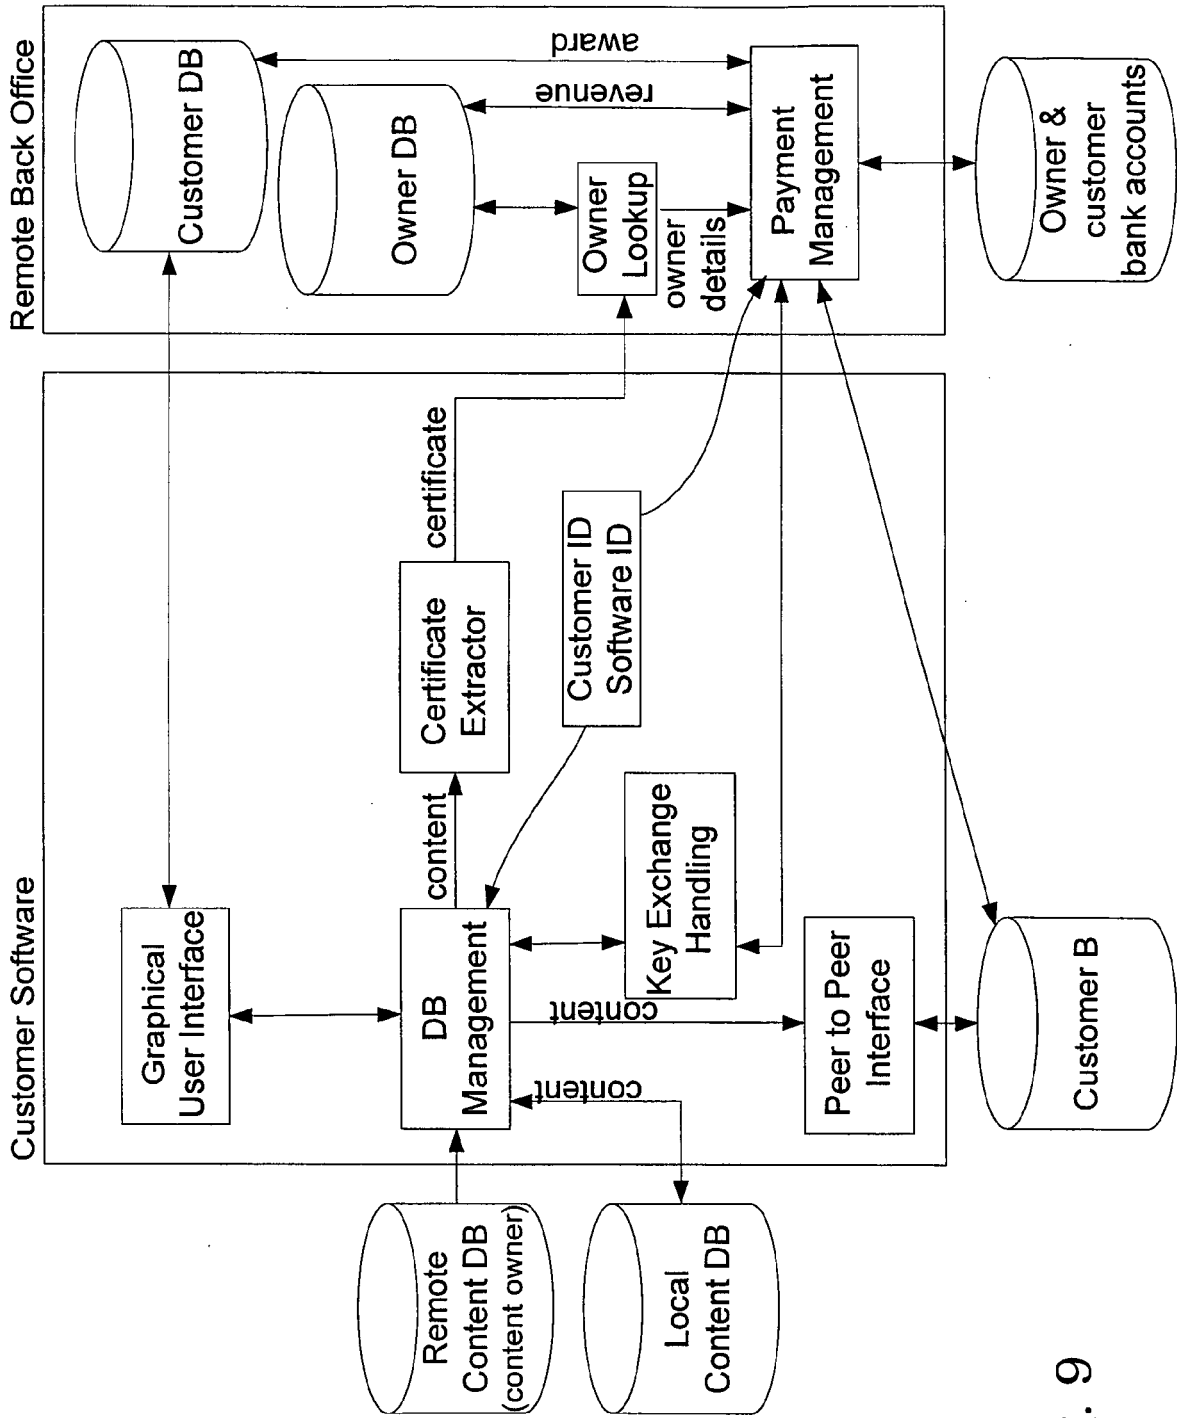 Customer Software
Remote Back Office
Graphical
User Interface
Customer DB
Owner DB
award
revenue
Remote
Content DB
(content owner)
DB
Management
content
Certificate
Extractor
certificate
Owner
Lookup
owner
details
Customer ID
Software ID
Local
Content DB
content
content
Key Exchange
Handling
Payment
Management
Peer to Peer
Interface
Customer B
Owner &
customer
bank accounts
. 9